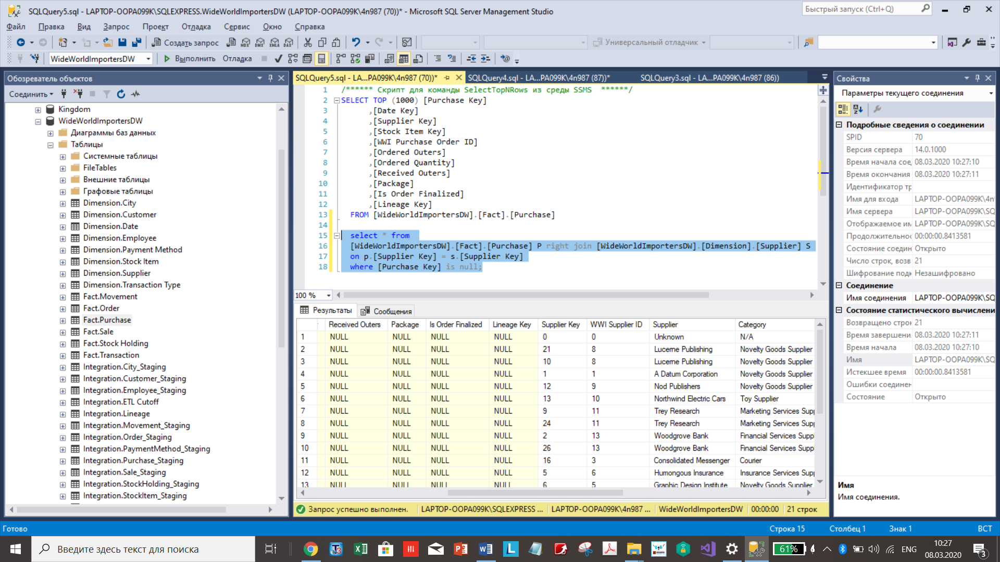 SQLQuery5.sql - LAPTOP-OOPA099K\SQLEXPRESS.WideWorldImportersDW (LAPTOP-OOPA099K\4n987 (70))* - Microsoft SQL Server Management Studio
Быстрый запуск (Ctrl+Q)
Файл Правка Вид Запрос Проект Отладка Сервис Окно Справка
Создать запрос
Универсальный отладчик
WideWorldImportersDW Выполнить Отладка
Обозреватель объектов
Соединить
Kingdom
WideWorldImportersDW
Диаграммы баз данных
Таблицы
Системные таблицы
FileTables
Внешние таблицы
Графовые таблицы
Dimension.City
Dimension.Customer
Dimension.Date
Dimension.Employee
Dimension.Payment Method
Dimension.Stock Item
Dimension.Supplier
Dimension.Transaction Type
Fact.Movement
Fact.Order
Fact.Purchase
Fact.Sale
Fact.Stock Holding
Fact.Transaction
Integration.City_Staging
Integration.Customer_Staging
Integration.Employee_Staging
Integration.ETL Cutoff
Integration.Lineage
Integration.Movement_Staging
Integration.Order_Staging
Integration.PaymentMethod_Staging
Integration.Purchase_Staging
Integration.Sale_Staging
Integration.StockHolding_Staging
Integration.StockItem_Staging
SQLQuery5.sql - LA...PA099K\4n987 (70))* SQLQuery4.sql - LA...PA099K\4n987 (87))* SQLQuery3.sql - LA...PA099K\4n987 (86))
1 /****** Скрипт для команды SelectTopNRows из среды SSMS ******/
2 SELECT TOP (1000) [Purchase Key]
3 ,[Date Key]
4 ,[Supplier Key]
5 ,[Stock Item Key]
6 ,[WWI Purchase Order ID]
7 ,[Ordered Outers]
8 ,[Ordered Quantity]
9 ,[Received Outers]
10 ,[Package]
11 ,[Is Order Finalized]
12 ,[Lineage Key]
13 FROM [WideWorldImportersDW].[Fact].[Purchase]
14
15 select * from
16 [WideWorldImportersDW].[Fact].[Purchase] P right join [WideWorldImportersDW].[Dimension].[Supplier] S
17 on p.[Supplier Key] = s.[Supplier Key]
18 where [Purchase Key] is null;
100 %
Результаты Сообщения
Received Outers Package Is Order Finalized Lineage Key Supplier Key WWI Supplier ID Supplier Category
1 NULL NULL NULL NULL 0 0 Unknown N/A
2 NULL NULL NULL NULL 21 8 Lucerne Publishing Novelty Goods Supplier
3 NULL NULL NULL NULL 10 8 Lucerne Publishing Novelty Goods Supplier
4 NULL NULL NULL NULL 1 1 A Datum Corporation Novelty Goods Supplier
5 NULL NULL NULL NULL 12 9 Nod Publishers Novelty Goods Supplier
6 NULL NULL NULL NULL 13 10 Northwind Electric Cars Toy Supplier
7 NULL NULL NULL NULL 9 11 Trey Research Marketing Services Supp
8 NULL NULL NULL NULL 24 11 Trey Research Marketing Services Supp
9 NULL NULL NULL NULL 2 13 Woodgrove Bank Financial Services Supp
10 NULL NULL NULL NULL 26 13 Woodgrove Bank Financial Services Supp
11 NULL NULL NULL NULL 16 3 Consolidated Messenger Courier
12 NULL NULL NULL NULL 5 6 Humongous Insurance Insurance Services Supp
13 NULL NULL NULL NULL 6 5 Graphic Design Institute Novelty Goods Supplier
Запрос успешно выполнен. LAPTOP-OOPA099K\SQLEXPRESS ... LAPTOP-OOPA099K\4n987 ... WideWorldImportersDW 00:00:00 21 строк
Свойства
Параметры текущего соединения
Подробные сведения о соединении
SPID 70
Версия сервера 14.0.1000
Время начала сое 08.03.2020 10:27:10
Время окончания 08.03.2020 10:27:11
Идентификатор тр
Имя для входа LAPTOP-OOPA099K\4n
Имя сервера LAPTOP-OOPA099K\SQ
Отображаемое им LAPTOP-OOPA099K\SQ
Продолжительнос 00:00:00.8413581
Состояние соедин Открыто
Число строк, возв 21
Шифрование подк Незашифровано
Соединение
Имя соединения LAPTOP-OOPA099K\SQ
Состояние статистического вычислени
Возвращено строк 21
Время завершени 08.03.2020 10:27:11
Время начала 08.03.2020 10:27:10
Имя LAPTOP-OOPA099K\SQ
Истекшее время 00:00:00.8413581
Ошибки соединен
Состояние Открыто
Имя
Имя соединения.
Готово Строка 15 Столбец 1 Знак 1 ВСТ
Введите здесь текст для поиска
61% ENG
10:27
08.03.2020
3